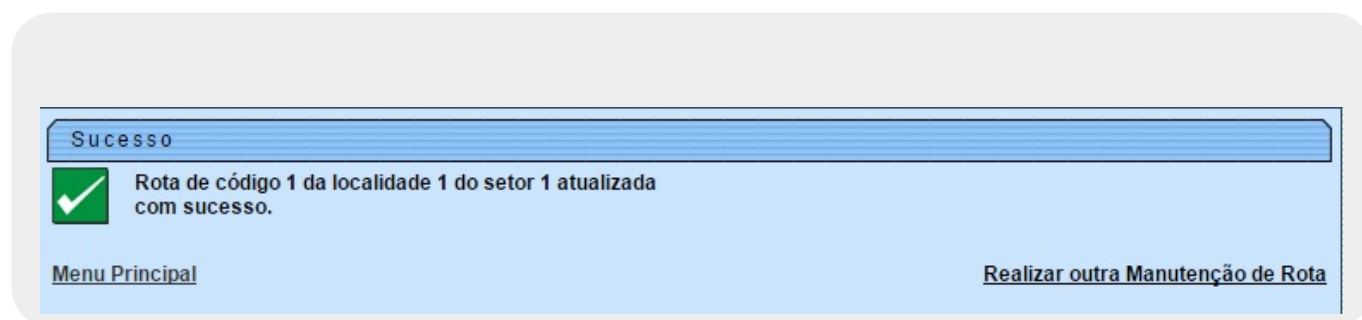 Sucesso
Rota de código 1 da localidade 1 do setor 1 atualizada
com sucesso.
Menu Principal
Realizar outra Manutenção de Rota